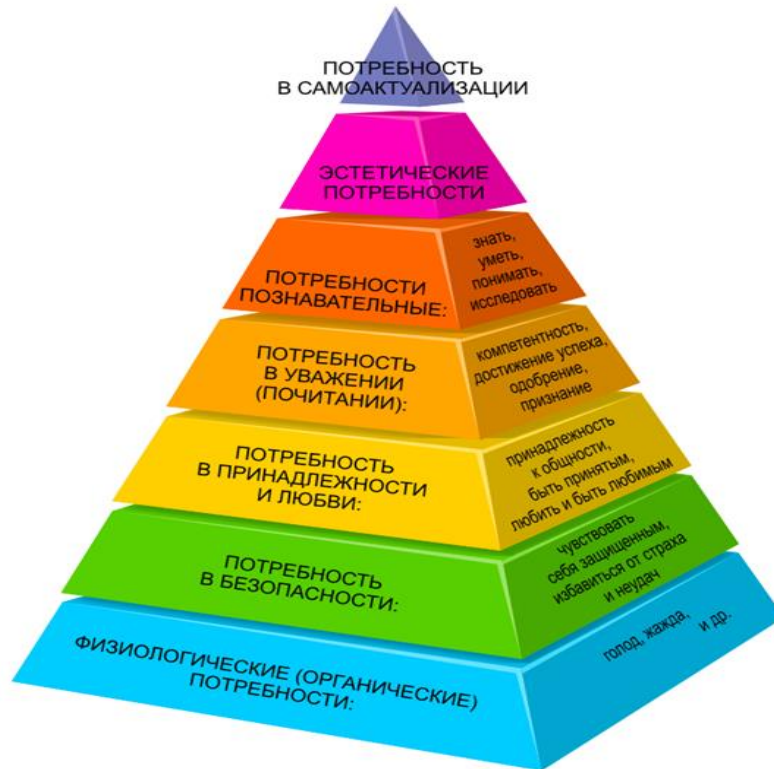 ПОТРЕБНОСТЬ
В САМОАКТУАЛИЗАЦИИ
ЭСТЕТИЧЕСКИЕ
ПОТРЕБНОСТИ
ПОТРЕБНОСТИ
ПОЗНАВАТЕЛЬНЫЕ:
знать,
уметь,
понимать,
исследовать
ПОТРЕБНОСТЬ
В УВАЖЕНИИ
(ПОЧИТАНИИ):
компетентность,
достижение успеха,
одобрение,
признание
ПОТРЕБНОСТЬ
В ПРИНАДЛЕЖНОСТИ
И ЛЮБВИ:
принадлежность
к общности,
быть принятым,
любить и быть любимым
ПОТРЕБНОСТЬ
В БЕЗОПАСНОСТИ:
чувствовать
себя защищенным,
избавиться от страха
и неудач
ФИЗИОЛОГИЧЕСКИЕ (ОРГАНИЧЕСКИЕ)
ПОТРЕБНОСТИ:
голод, жажда,
и др.